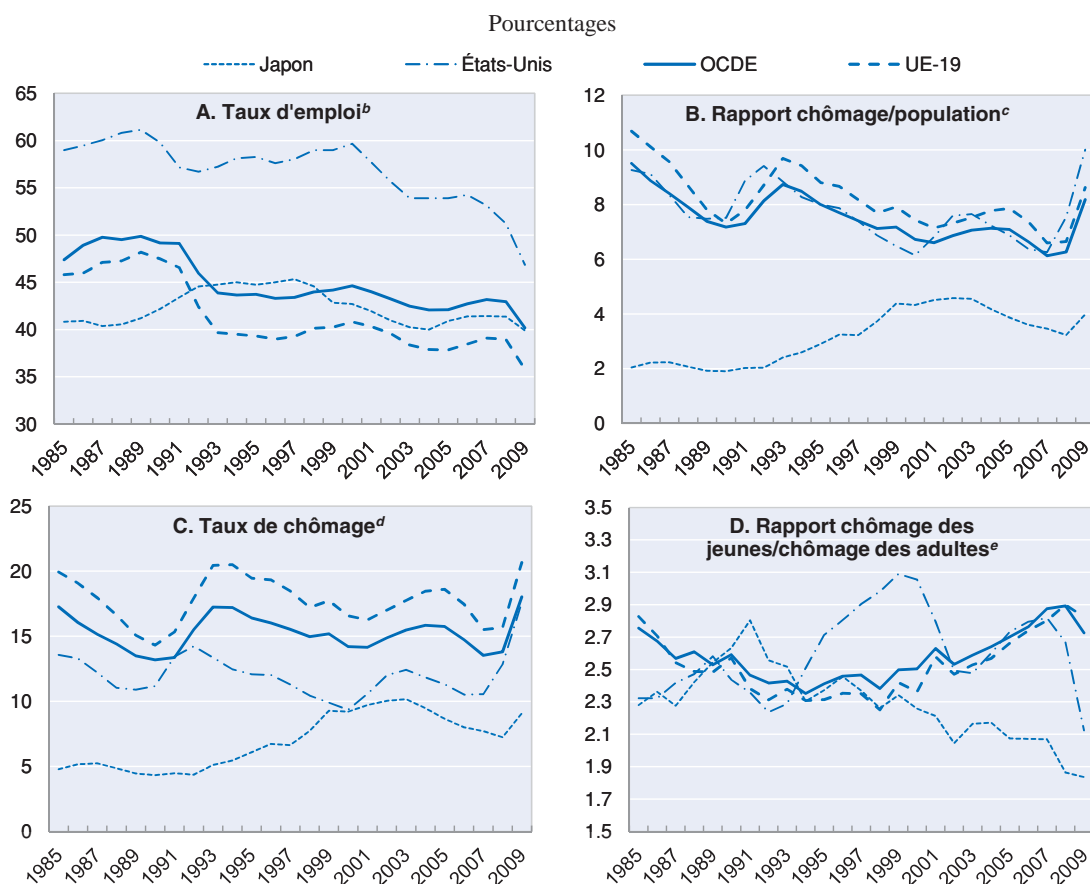 Pourcentages
Japon États-Unis OCDE UE-19
A. Taux d'emploi^b
65
60
55
50
45
40
35
30
1985 1987 1989 1991 1993 1995 1997 1999 2001 2003 2005 2007 2009
B. Rapport chômage/population^c
12
10
8
6
4
2
0
1985 1987 1989 1991 1993 1995 1997 1999 2001 2003 2005 2007 2009
C. Taux de chômage^d
25
20
15
10
5
0
1985 1987 1989 1991 1993 1995 1997 1999 2001 2003 2005 2007 2009
D. Rapport chômage des
jeunes/chômage des adultes^e
3.5
3.3
3.1
2.9
2.7
2.5
2.3
2.1
1.9
1.7
1.5
1985 1987 1989 1991 1993 1995 1997 1999 2001 2003 2005 2007 2009